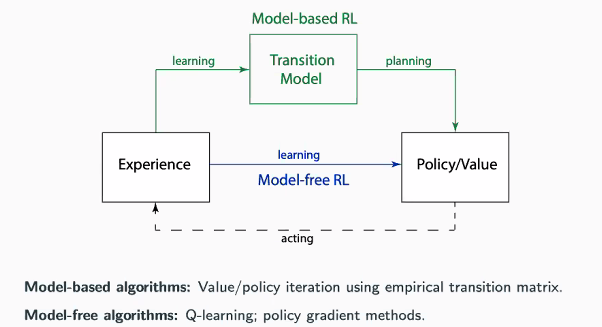 Model-based RL
learning
Transition
Model
planning
Experience
learning
Model-free RL
Policy/Value
acting
Model-based algorithms: Value/policy iteration using empirical transition matrix.
Model-free algorithms: Q-learning; policy gradient methods.